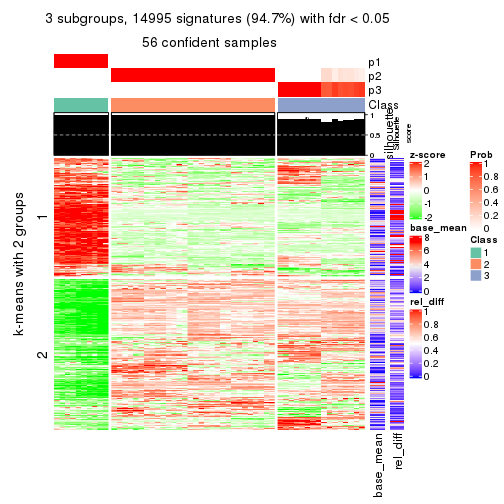 3 subgroups, 14995 signatures (94.7%) with fdr < 0.05
56 confident samples
p1
p2
p3
Class
silhouette
Silhouette
score
1
0.5
0
k-means with 2 groups
1
2
base_mean
rel_diff
z-score
2
1
0
-1
-2
base_mean
8
6
4
2
0
rel_diff
1
0.8
0.6
0.4
0.2
0
Prob
1
0.8
0.6
0.4
0.2
0
Class
1
2
3